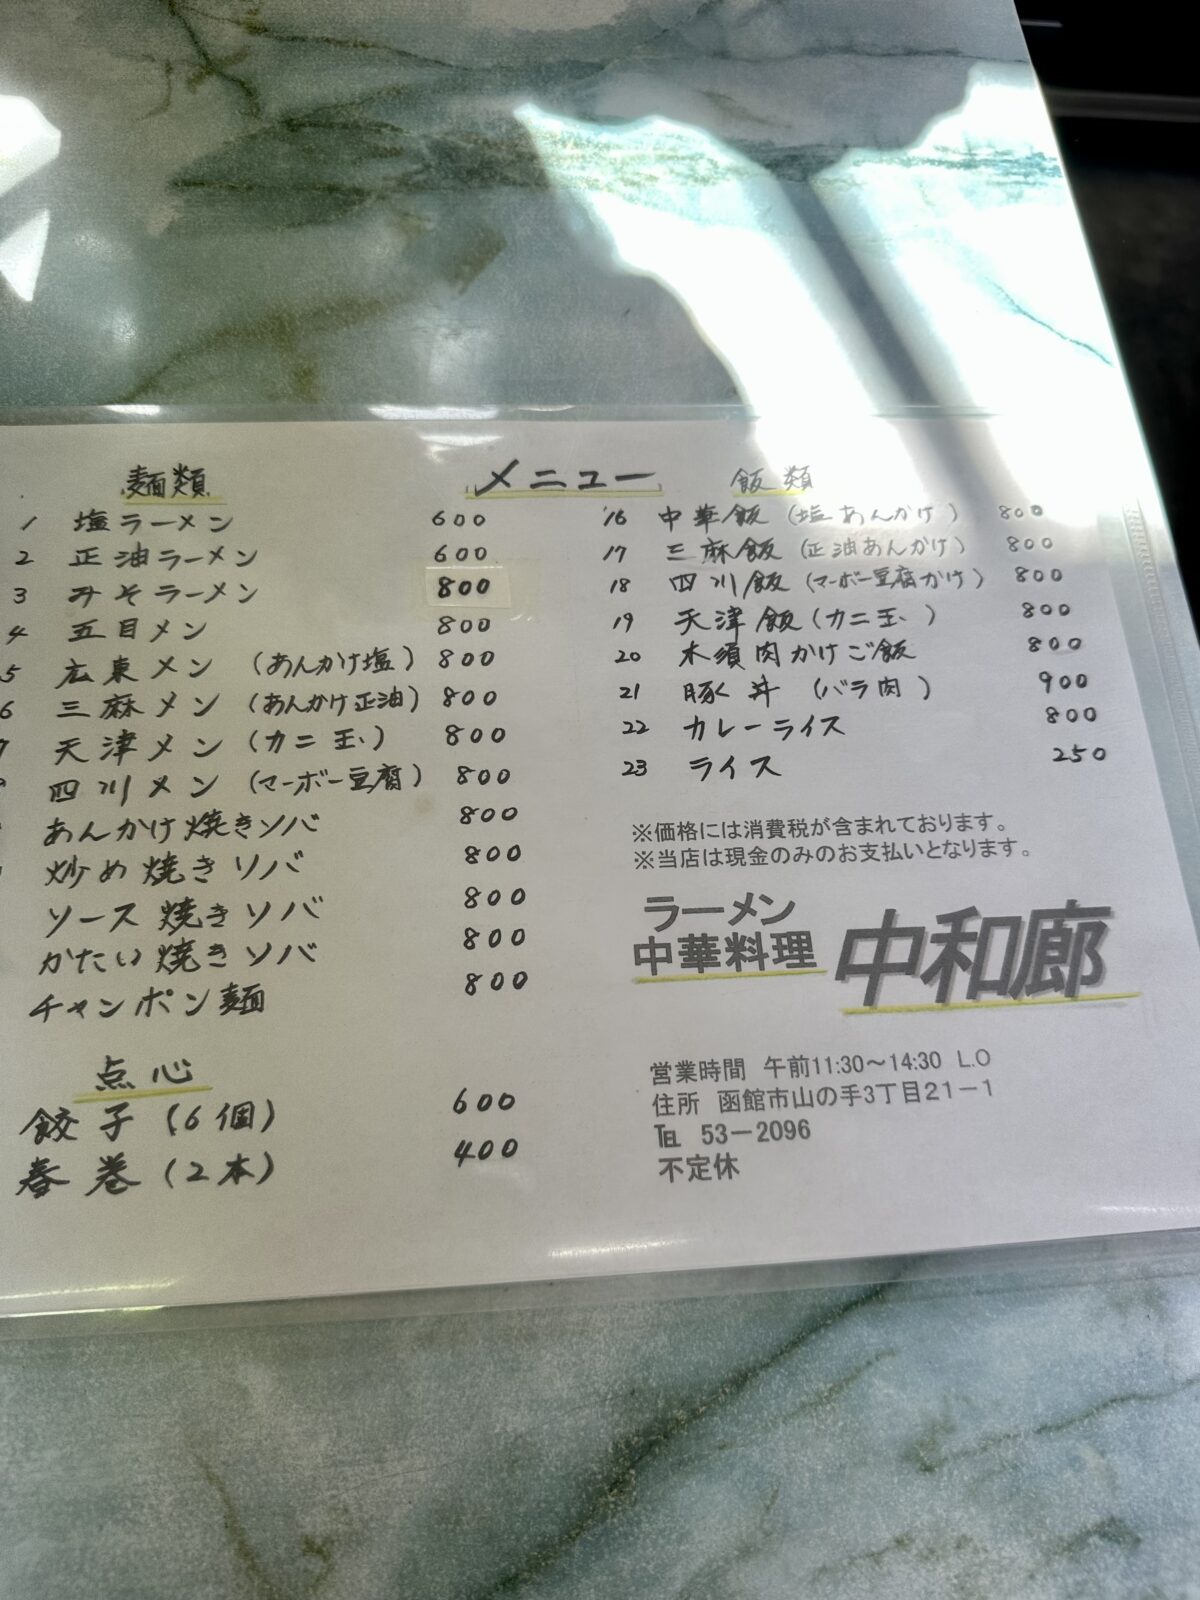 メニュー
麺類
1 塩ラーメン 600
2 正油ラーメン 600
3 みそラーメン 800
4 五目メン 800
5 広東メン (あんかけ塩) 800
6 三麻メン (あんかけ正油) 800
7 天津メン (カニ玉) 800
四川メン (マーボー豆腐) 800
あんかけ焼きソバ 800
炒め焼きソバ 800
ソース焼きソバ 800
かたい焼きソバ 800
チャンポン麺 800
点心
餃子 (6個) 600
春巻 (2本) 400
飯類
16 中華飯 (塩あんかけ) 800
17 三麻飯 (正油あんかけ) 800
18 四川飯 (マーボー豆腐かけ) 800
19 天津飯 (カニ玉) 800
20 木須肉かけご飯 800
21 豚丼 (バラ肉) 900
22 カレーライス 800
23 ライス 250
※価格には消費税が含まれております。
※当店は現金のみのお支払いとなります。
ラーメン
中華料理 中和廊
営業時間 午前11:30〜14:30 L.O
住所 函館市山の手3丁目21−1
℡ 53−2096
不定休